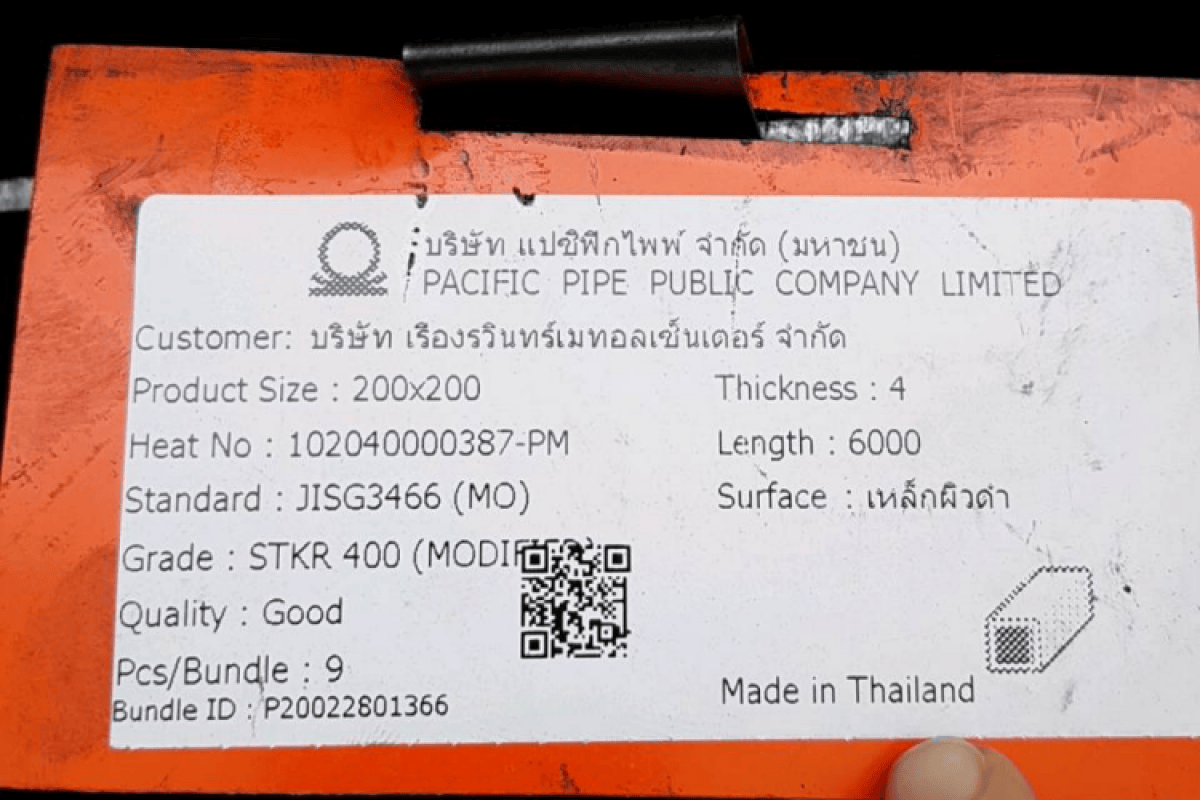 บริษัท แปซิฟิกไพพ์ จำกัด (มหาชน)
PACIFIC PIPE PUBLIC COMPANY LIMITED
Customer: บริษัท เรืองรวินทร์เมทอลเซ็นเตอร์ จำกัด
Product Size : 200x200 Thickness : 4
Heat No : 102040000387-PM Length : 6000
Standard : JISG3466 (MO) Surface : เหล็กผิวดำ
Grade : STKR 400
Quality : Good
Pcs/Bundle : 9
Bundle ID : P20022801366
Made in Thailand